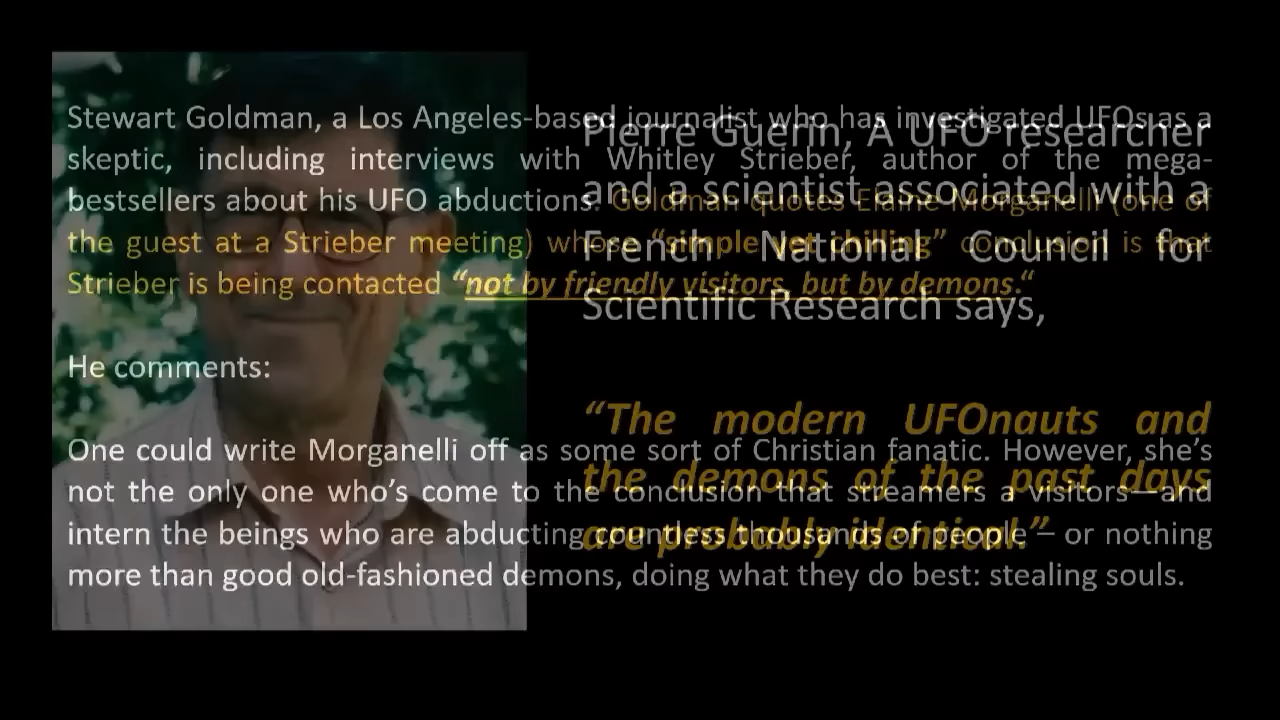 Stewart Goldman, a Los Angeles-based journalist who has investigated UFOs as a
skeptic, including interviews with Whitley Strieber, author of the mega-
bestsellers about his UFO abductions. Goldman quotes Elaine Morganelli (one of
the guest at a Strieber meeting) whose “simple yet chilling” conclusion is that
Strieber is being contacted “not by friendly visitors, but by demons.“
He comments:
One could write Morganelli off as some sort of Christian fanatic. However, she’s
not the only one who’s come to the conclusion that streamers a visitors—and
intern the beings who are abducting countless thousands of people – or nothing
more than good old-fashioned demons, doing what they do best: stealing souls.
Pierre Guerin, A UFO researcher
and a scientist associated with a
French National Council for
Scientific Research says,
“The modern UFOnauts and
the demons of the past days
are probably identical.”